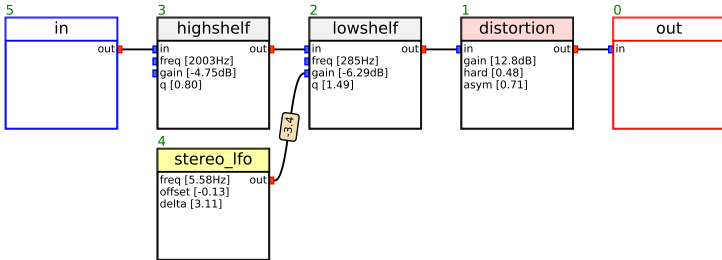 5
in
out
3
highshelf
in
out
freq [2003Hz]
gain [-4.75dB]
q [0.80]
2
lowshelf
in
out
freq [285Hz]
gain [-6.29dB]
q [1.49]
1
distortion
in
out
gain [12.8dB]
hard [0.48]
asym [0.71]
0
out
in
-3.4
4
stereo_lfo
freq [5.58Hz]
out
offset [-0.13]
delta [3.11]